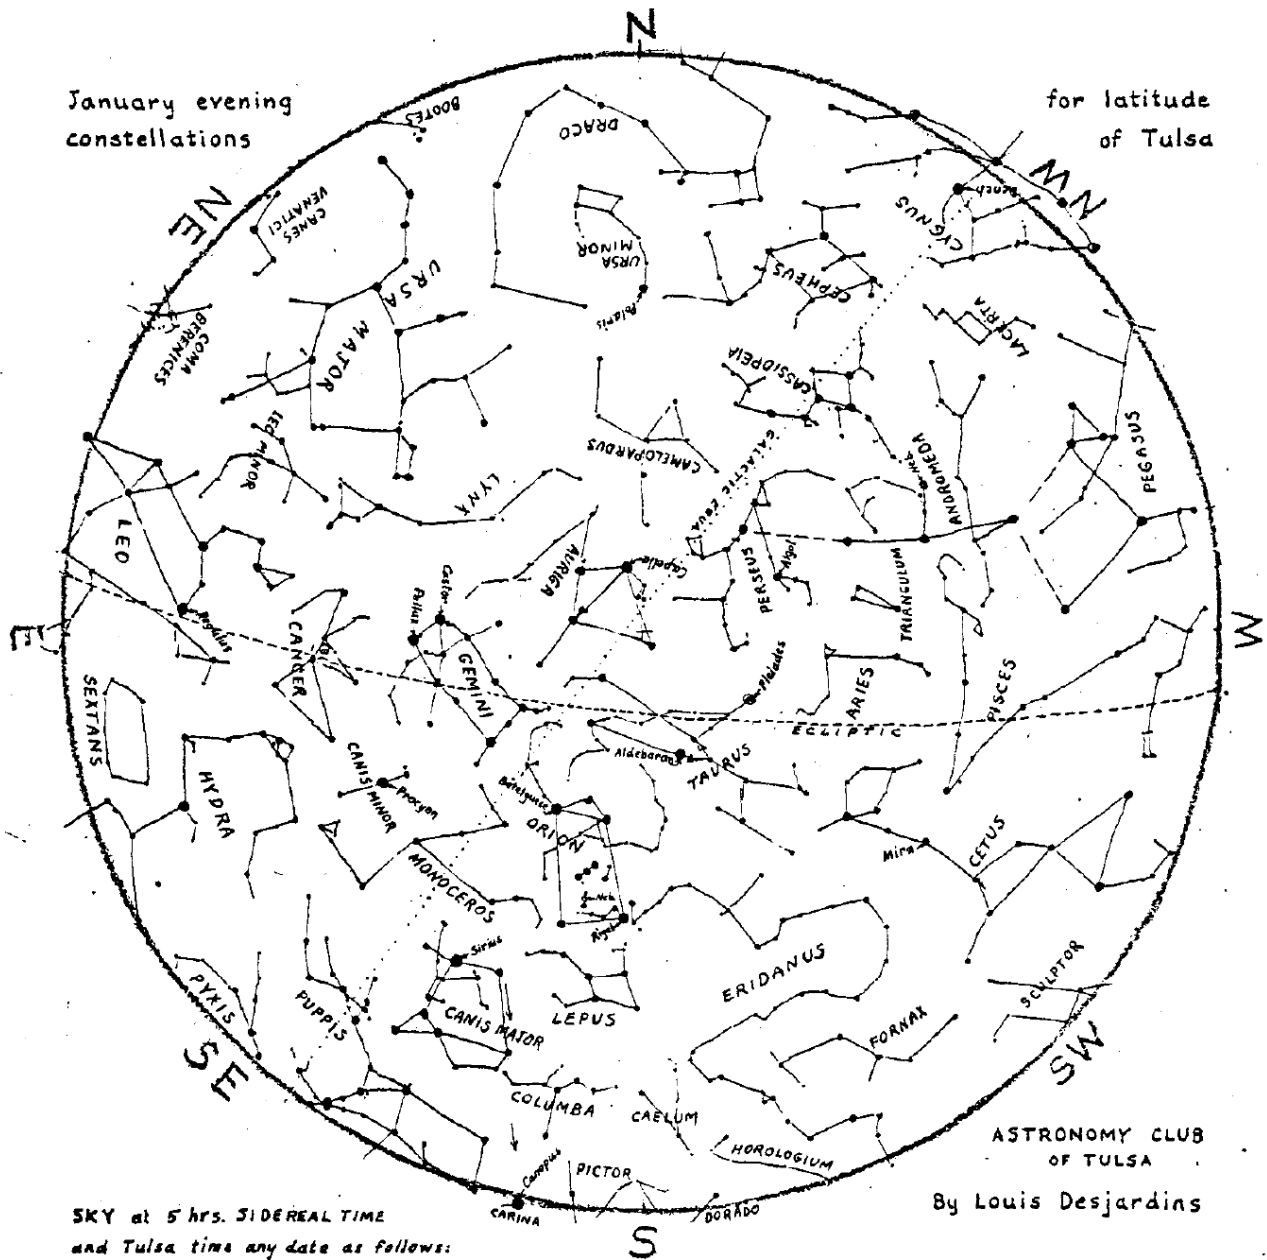 N
January evening
constellations
for latitude
of Tulsa
BOOTES
DRACO
NE
NW
CANES
VENATICI
URSA
MINOR
CYGNUS
Deneb
URSA
MAJOR
CEPHEUS
Polaris
LACERTA
COMA
BERENICES
CASSIOPEIA
LEO MINOR
CAMELOPARDUS
GALACTIC EQUA
ANDROMEDA
PEGASUS
LYNX
LEO
AURIGA
Capella
PERSEUS
Algol
TRIANGULUM
Castor
Pollux
Regulus
E
W
CANCER
GEMINI
Pleiades
ARIES
PISCES
SEXTANS
ECLIPTIC
Aldebaran
TAURUS
HYDRA
CANIS MINOR
Procyon
Betelgeuse
ORION
Mira
CETUS
MONOCEROS
Rigel
Sirius
ERIDANUS
SCULPTOR
PYXIS
PUPPIS
CANIS MAJOR
LEPUS
FORNAX
SE
SW
COLUMBA
CAELUM
HOROLOGIUM
Canopus
PICTOR
CARINA
DORADO
ASTRONOMY CLUB
OF TULSA
By Louis Desjardins
SKY at 5 hrs. SIDEREAL TIME
and Tulsa time any date as follows:
S